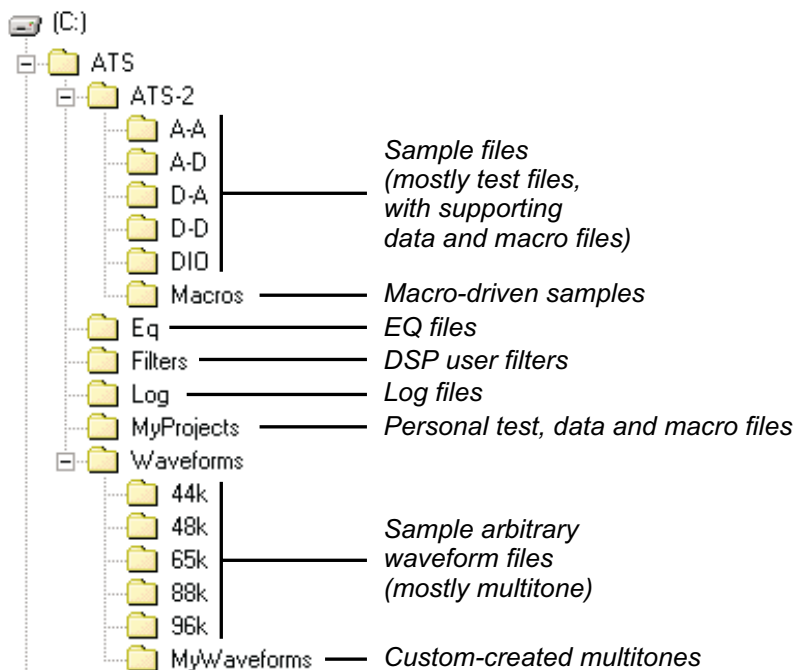 (C:)
ATS
ATS-2
A-A
A-D
D-A
D-D
DIO
Sample files
(mostly test files,
with supporting
data and macro files)
Macros
Macro-driven samples
Eq
EQ files
Filters
DSP user filters
Log
Log files
MyProjects
Personal test, data and macro files
Waveforms
44k
48k
65k
88k
96k
Sample arbitrary
waveform files
(mostly multitone)
MyWaveforms
Custom-created multitones